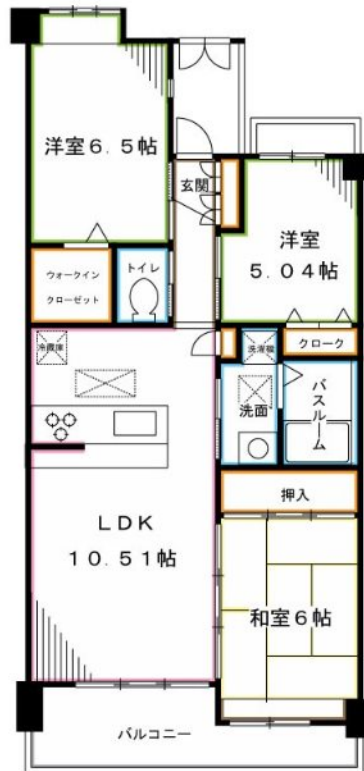 洋室6.5帖
玄関
洋室
5.04帖
ウォークイン
クローゼット
トイレ
冷蔵庫
洗濯機
クローク
洗面
バスルーム
LDK
10.51帖
押入
和室6帖
バルコニー